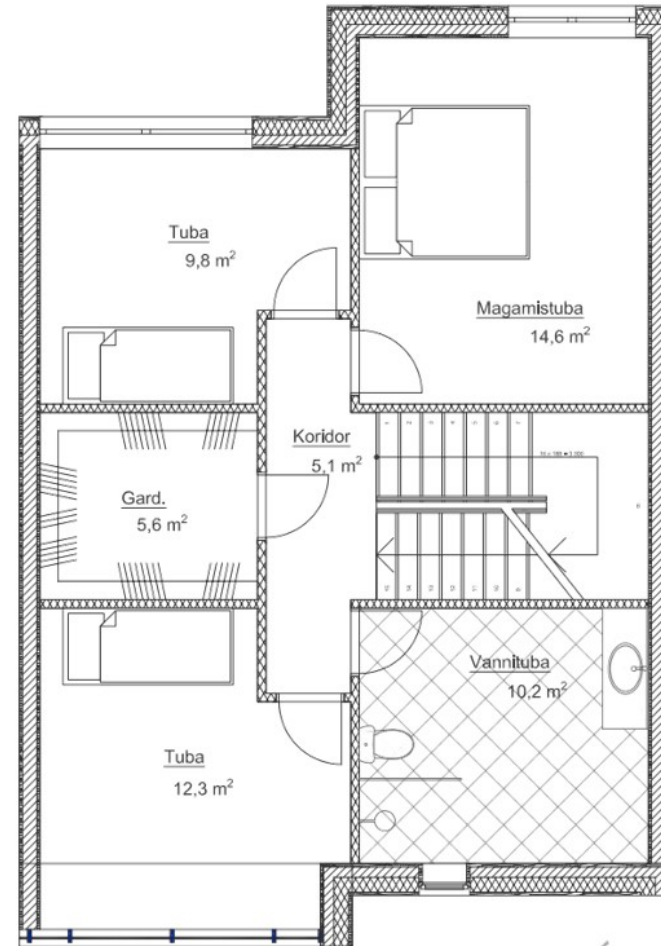 Tuba
9,8 m²
Magamistuba
14,6 m²
Koridor
5,1 m²
Gard.
5,6 m²
Vannituba
10,2 m²
Tuba
12,3 m²